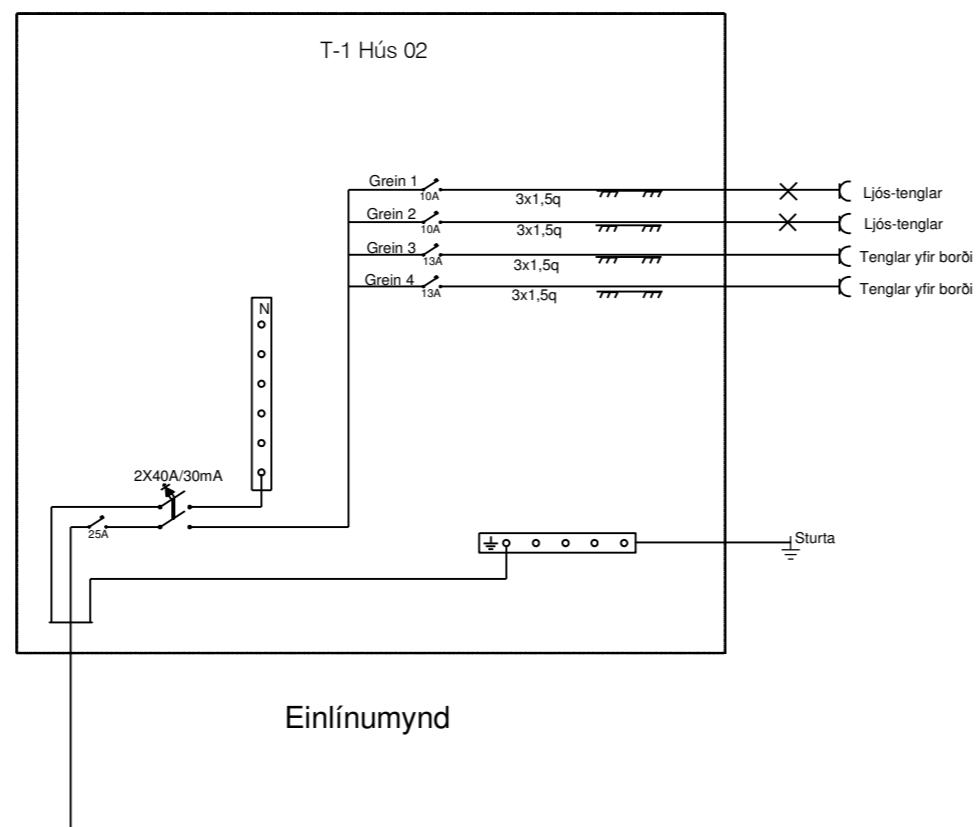 T-1 Hús 02
Grein 1
10A
3x1,5q
Ljós-tenglar
Grein 2
10A
3x1,5q
Ljós-tenglar
Grein 3
13A
3x1,5q
Tenglar yfir borði
Grein 4
13A
3x1,5q
Tenglar yfir borði
N
2X40A/30mA
25A
Sturta
Einlínumynd